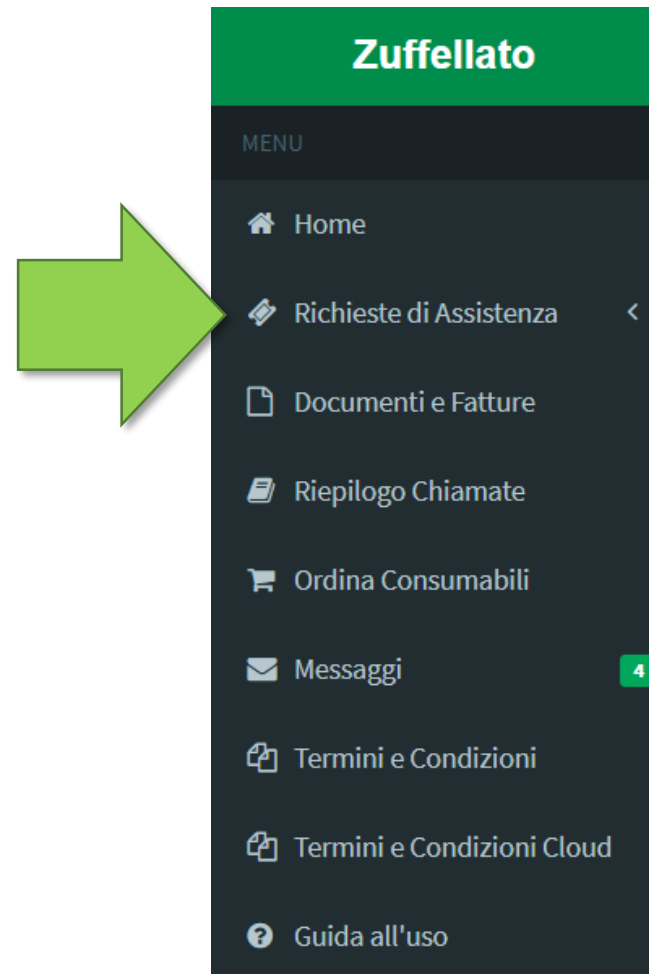 Zuffellato
MENU
Home
Richieste di Assistenza
Documenti e Fatture
Riepilogo Chiamate
Ordina Consumabili
Messaggi 4
Termini e Condizioni
Termini e Condizioni Cloud
Guida all'uso